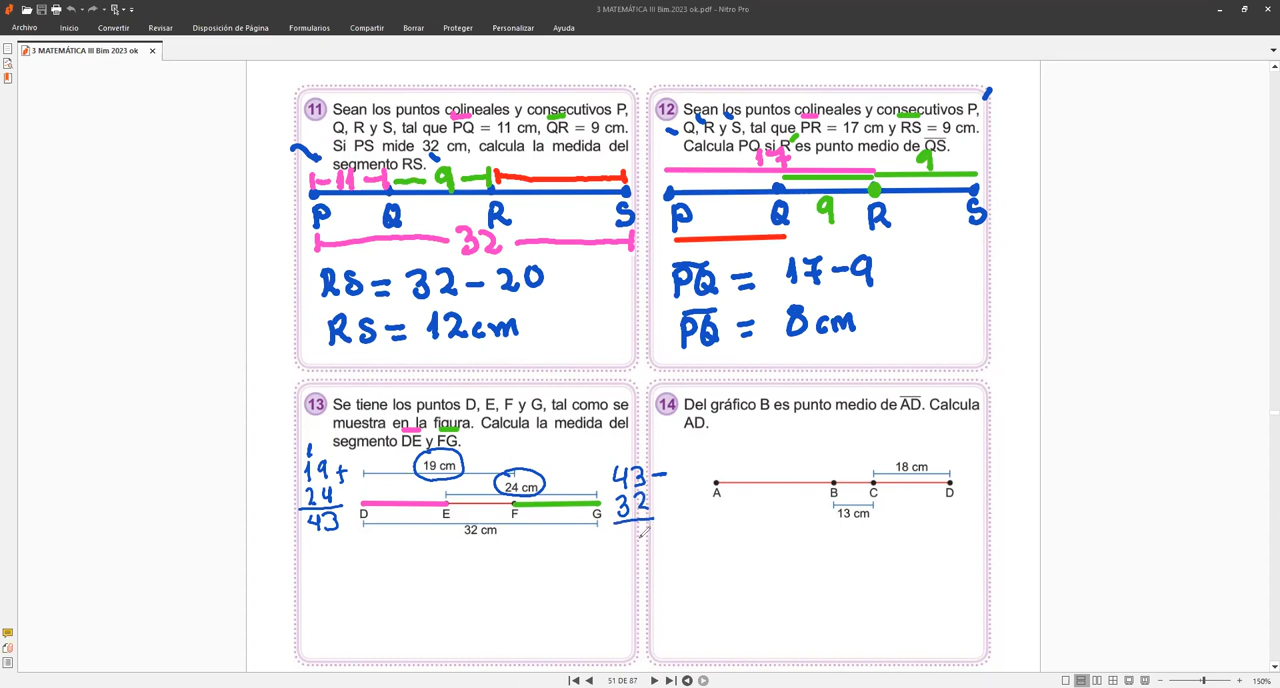 3 MATEMÁTICA III Bim.2023 ok.pdf - Nitro Pro
Archivo Inicio Convertir Revisar Disposición de Página Formularios Compartir Borrar Proteger Personalizar Ayuda
3 MATEMÁTICA III Bim 2023 ok
11 Sean los puntos colineales y consecutivos P,
Q, R y S, tal que PQ = 11 cm, QR = 9 cm.
Si PS mide 32 cm, calcula la medida del
segmento RS.
11 9
P Q R S
32
RS = 32 - 20
RS = 12cm
12 Sean los puntos colineales y consecutivos P,
Q, R y S, tal que PR = 17 cm y RS = 9 cm.
Calcula PQ si R es punto medio de QS.
17 9
P Q 9 R S
PQ = 17 - 9
PQ = 8cm
13 Se tiene los puntos D, E, F y G, tal como se
muestra en la figura. Calcula la medida del
segmento DE y FG.
1
19 +
24
43
19 cm
24 cm
D E F G
32 cm
43 -
32
14 Del gráfico B es punto medio de AD. Calcula
AD.
18 cm
A B C D
13 cm
51 DE 87
150%